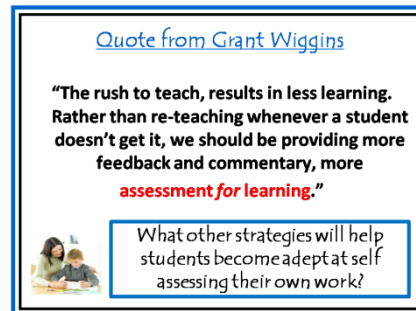 Quote from Grant Wiggins
“The rush to teach, results in less learning.
Rather than re-teaching whenever a student
doesn’t get it, we should be providing more
feedback and commentary, more
assessment for learning.”
What other strategies will help
students become adept at self
assessing their own work?